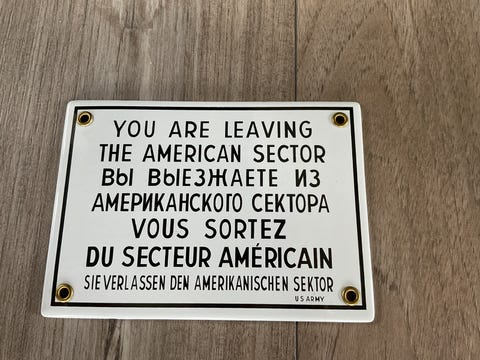 YOU ARE LEAVING
THE AMERICAN SECTOR
ВЫ ВЫЕЗЖАЕТЕ ИЗ
АМЕРИКАНСКОГО СЕКТОРА
VOUS SORTEZ
DU SECTEUR AMÉRICAIN
SIE VERLASSEN DEN AMERIKANISCHEN SEKTOR
US ARMY